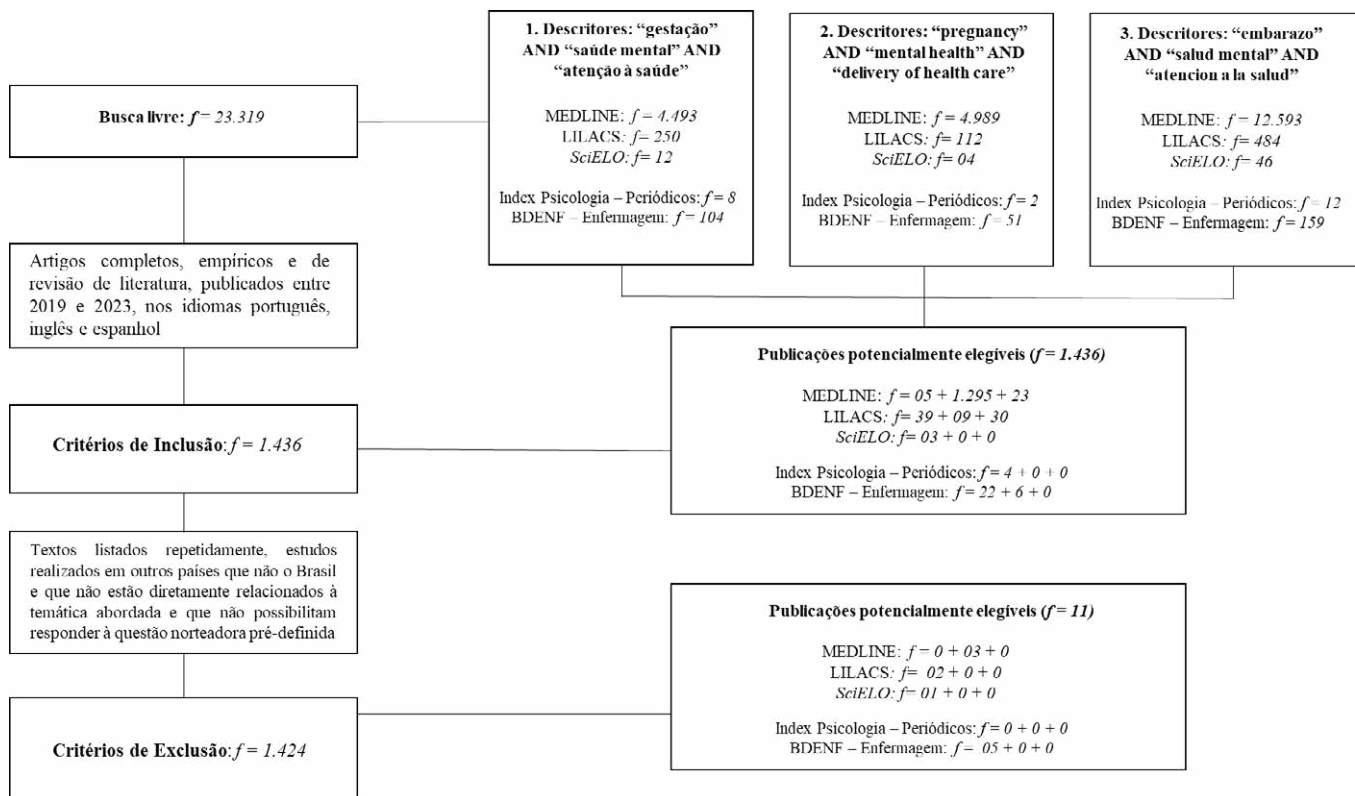 1. Descritores: “gestação”
AND “saúde mental” AND
“atenção à saúde”
MEDLINE: f = 4.493
LILACS: f= 250
SciELO: f= 12
Index Psicologia – Periódicos: f = 8
BDENF – Enfermagem: f = 104
2. Descritores: “pregnancy”
AND “mental health” AND
“delivery of health care”
MEDLINE: f = 4.989
LILACS: f= 112
SciELO: f= 04
Index Psicologia – Periódicos: f = 2
BDENF – Enfermagem: f = 51
3. Descritores: “embarazo”
AND “salud mental” AND
“atencion a la salud”
MEDLINE: f = 12.593
LILACS: f= 484
SciELO: f= 46
Index Psicologia – Periódicos: f = 12
BDENF – Enfermagem: f = 159
Busca livre: f = 23.319
Artigos completos, empíricos e de
revisão de literatura, publicados entre
2019 e 2023, nos idiomas português,
inglês e espanhol
Publicações potencialmente elegíveis (f = 1.436)
MEDLINE: f = 05 + 1.295 + 23
LILACS: f= 39 + 09 + 30
SciELO: f= 03 + 0 + 0
Index Psicologia – Periódicos: f = 4 + 0 + 0
BDENF – Enfermagem: f = 22 + 6 + 0
Critérios de Inclusão: f = 1.436
Textos listados repetidamente, estudos
realizados em outros países que não o Brasil
e que não estão diretamente relacionados à
temática abordada e que não possibilitam
responder à questão norteadora pré-definida
Publicações potencialmente elegíveis (f = 11)
MEDLINE: f = 0 + 03 + 0
LILACS: f= 02 + 0 + 0
SciELO: f= 01 + 0 + 0
Index Psicologia – Periódicos: f = 0 + 0 + 0
BDENF – Enfermagem: f = 05 + 0 + 0
Critérios de Exclusão: f = 1.424